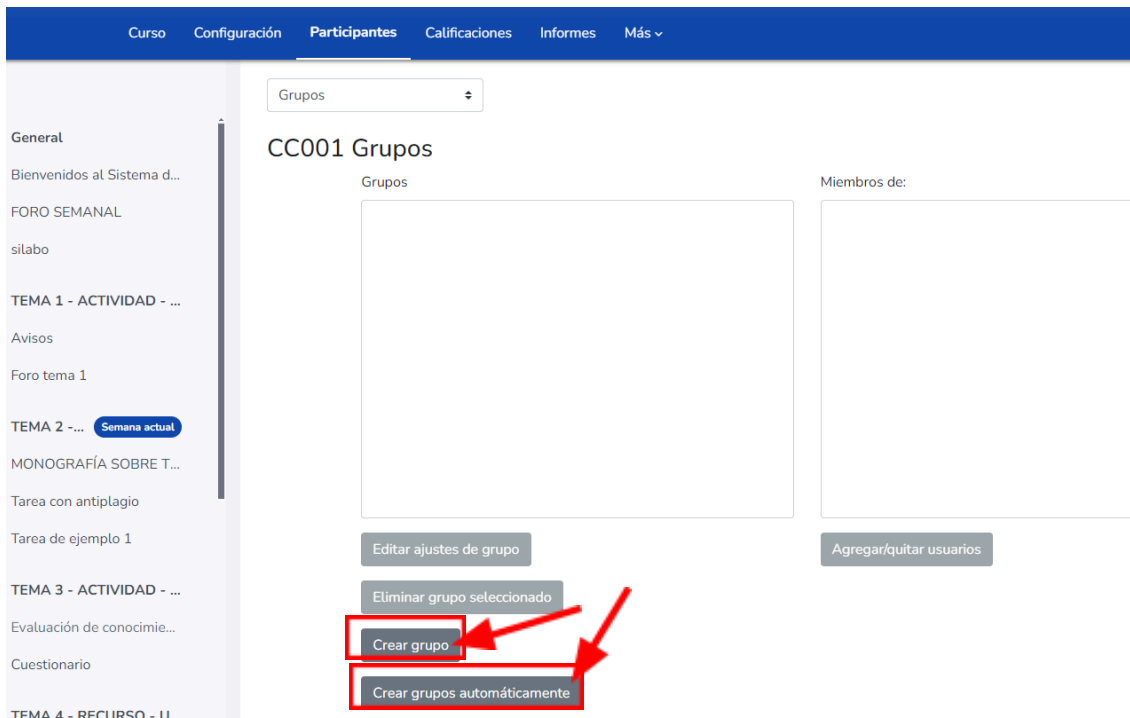 Curso Configuración Participantes Calificaciones Informes Más
Grupos
General
Bienvenidos al Sistema d...
FORO SEMANAL
silabo
TEMA 1 - ACTIVIDAD - ...
Avisos
Foro tema 1
TEMA 2 -... Semana actual
MONOGRAFÍA SOBRE T...
Tarea con antiplagio
Tarea de ejemplo 1
TEMA 3 - ACTIVIDAD - ...
Evaluación de conocimie...
Cuestionario
TEMA 4 - RECURSO - U
CC001 Grupos
Grupos
Miembros de:
Editar ajustes de grupo
Agregar/quitar usuarios
Eliminar grupo seleccionado
Crear grupo
Crear grupos automáticamente